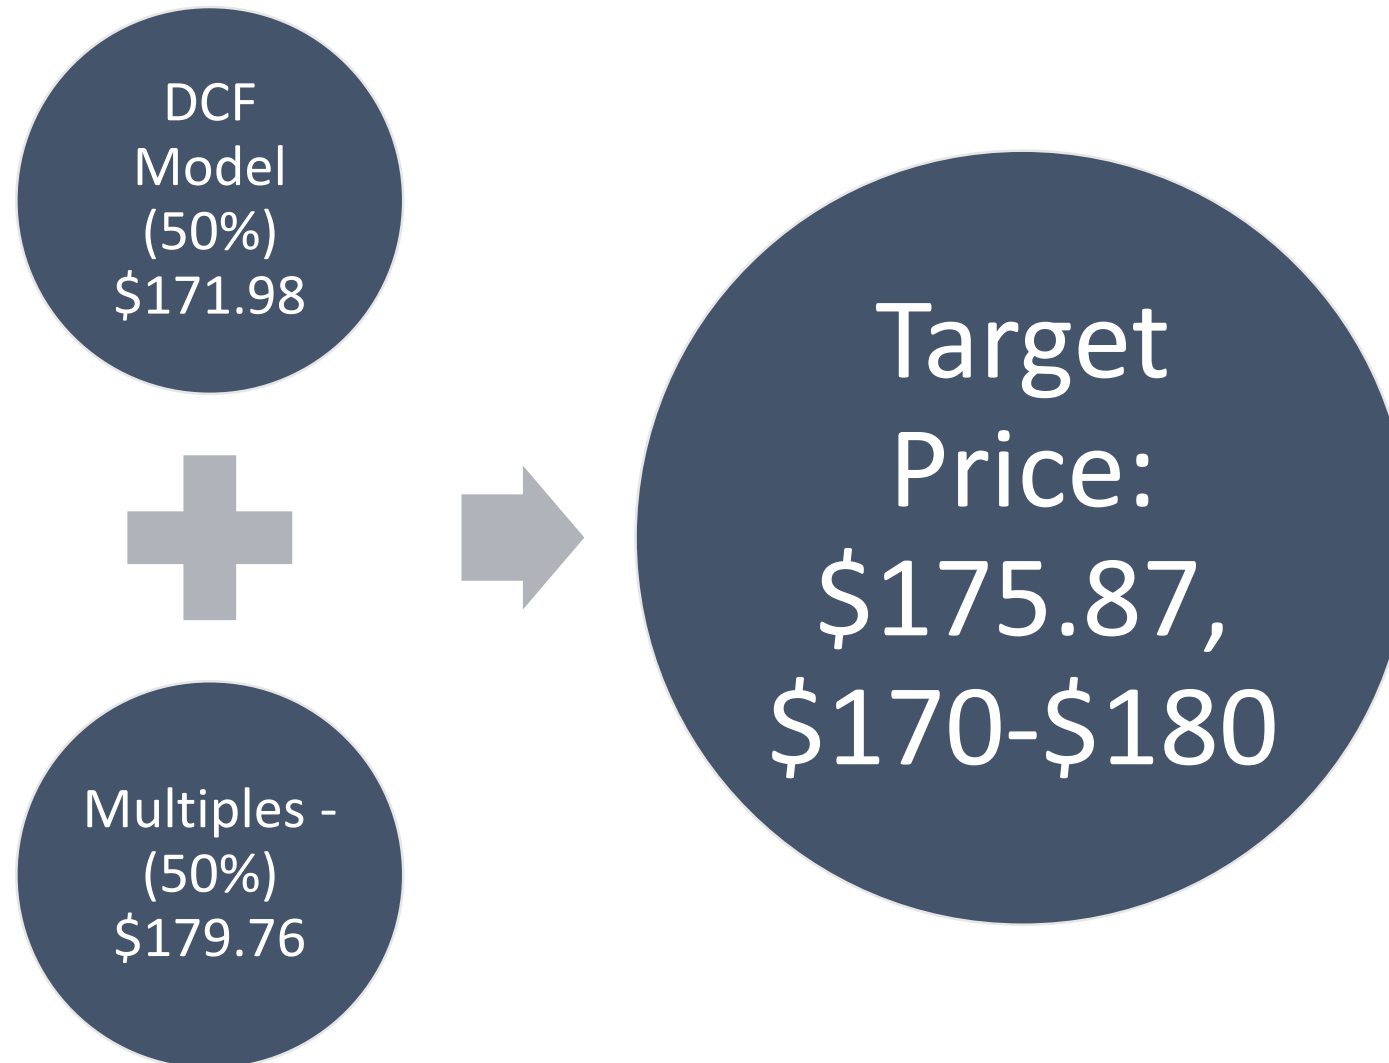 DCF
Model
(50%)
$171.98
Multiples -
(50%)
$179.76
Target
Price:
$175.87,
$170-$180